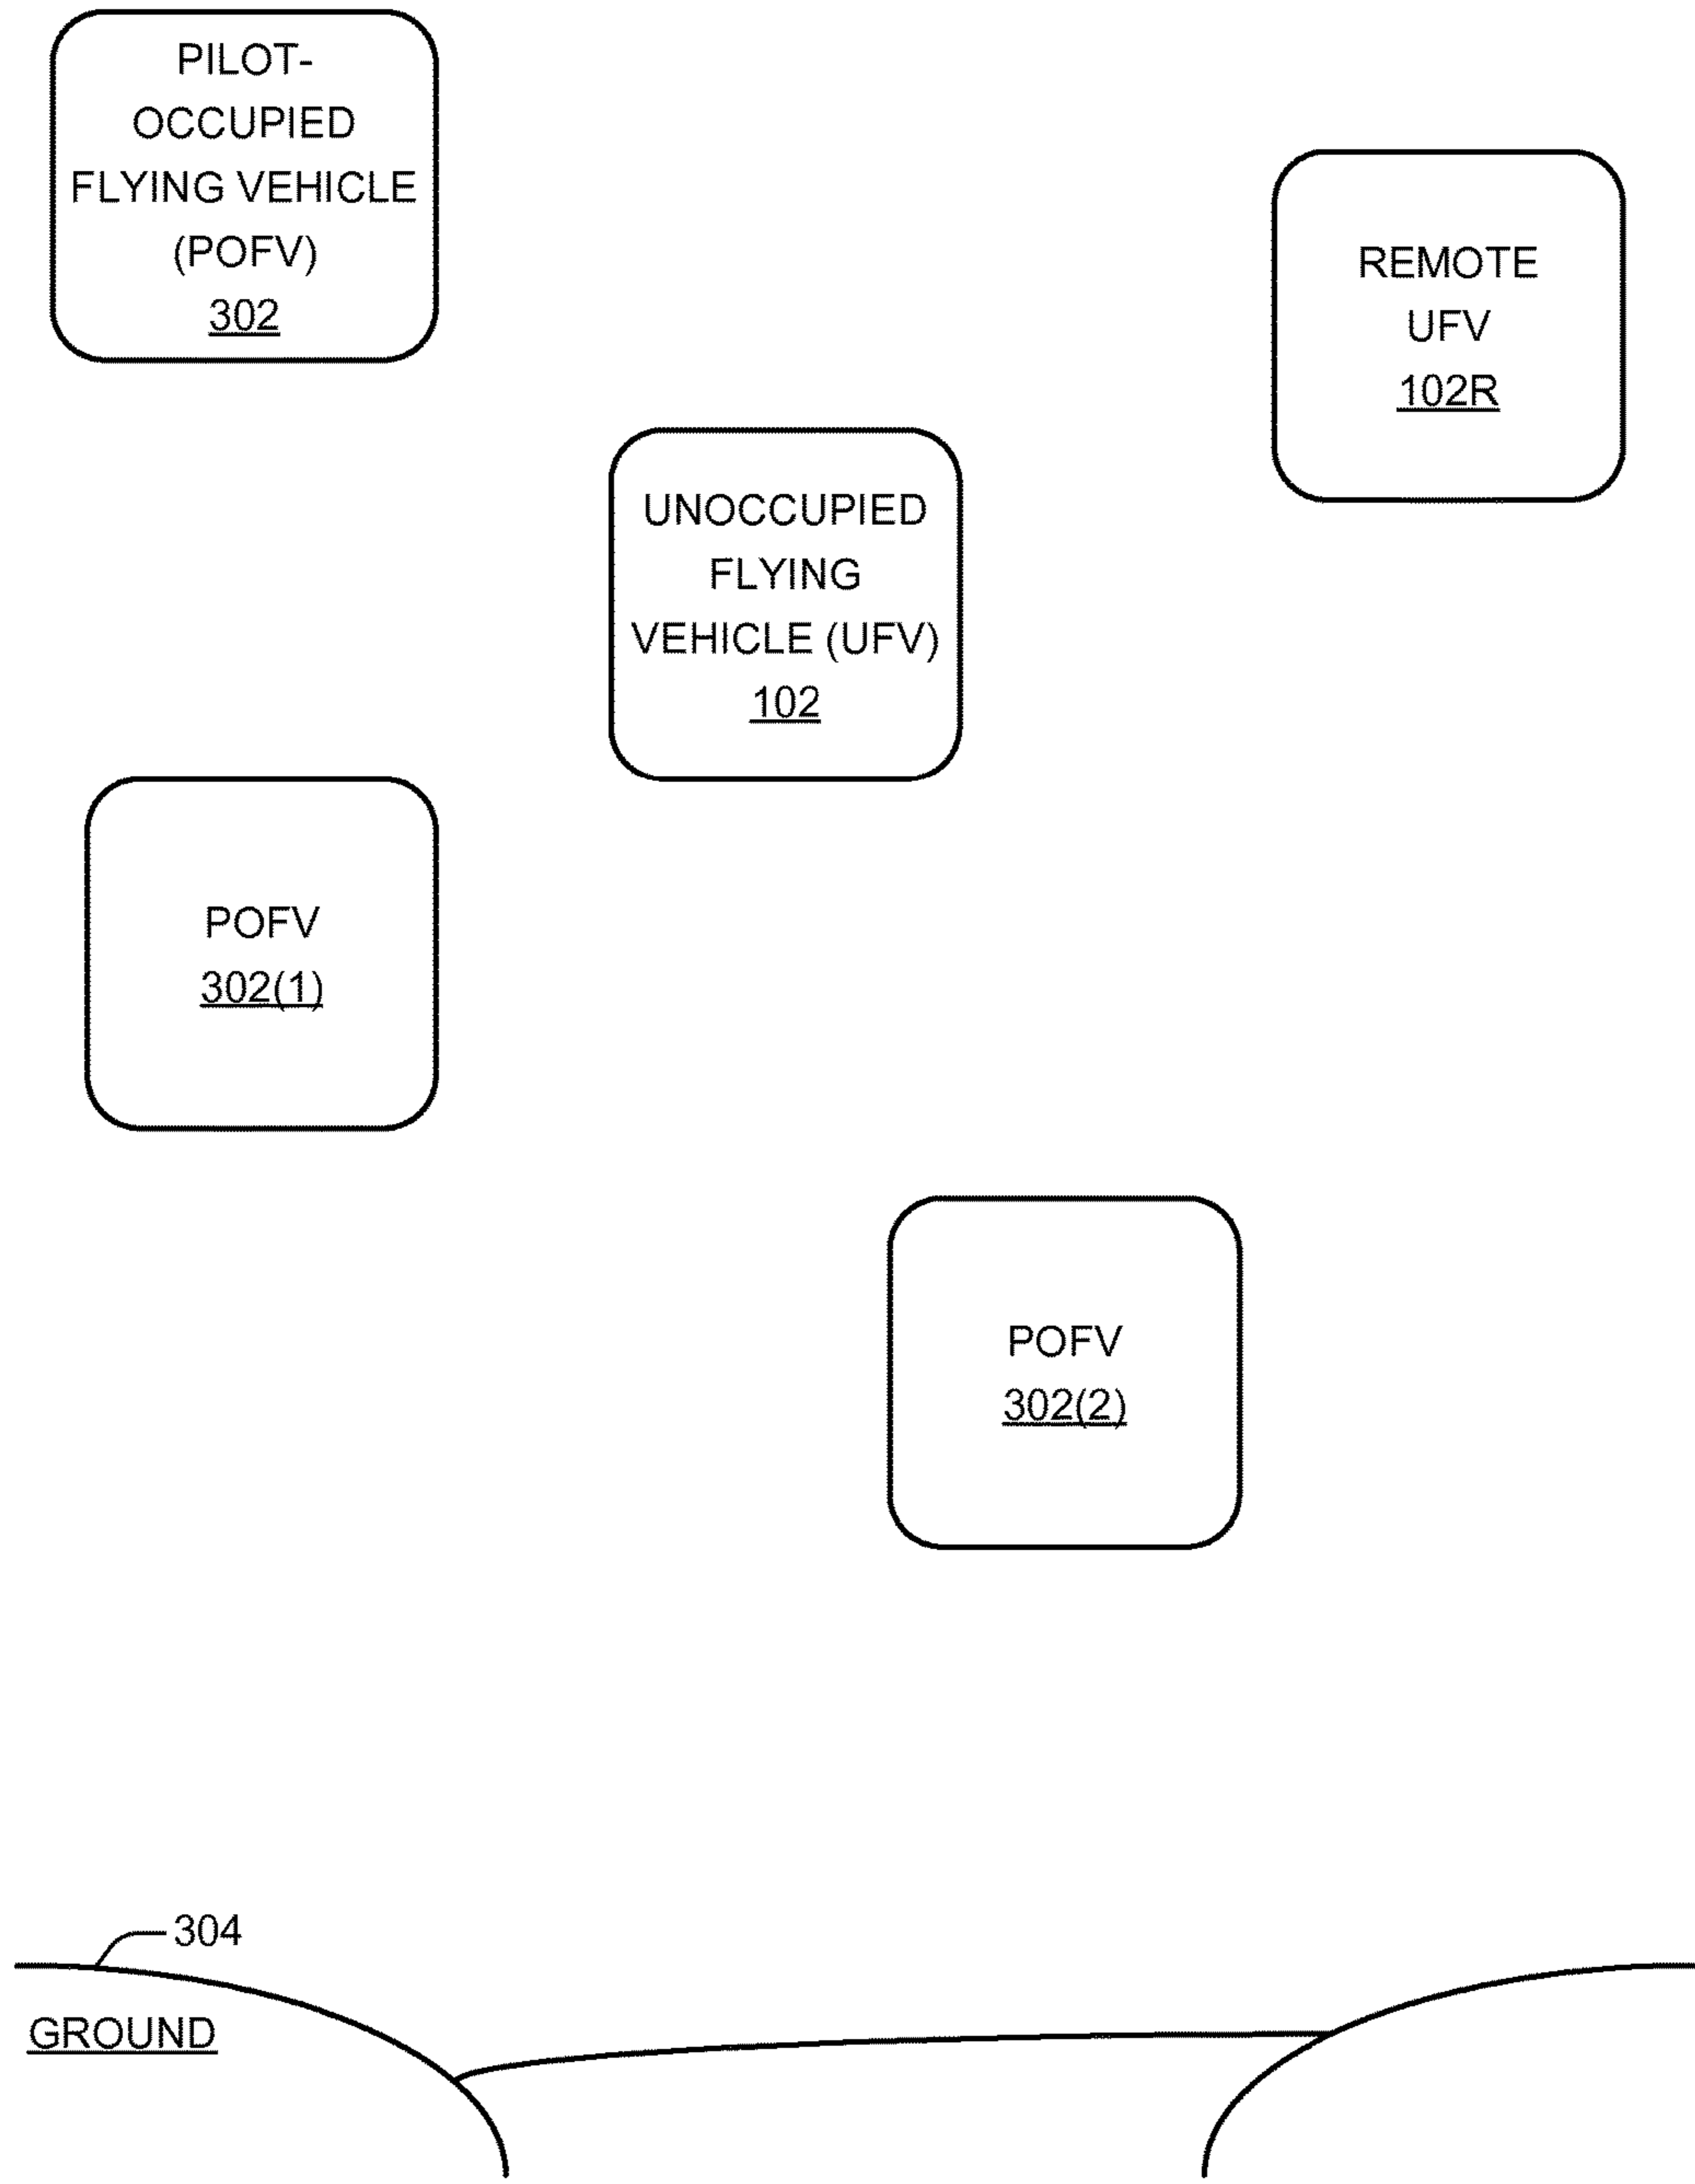 PILOT-
OCCUPIED
FLYING VEHICLE
(POFV)
302
REMOTE
UFV
102R
UNOCCUPIED
FLYING
VEHICLE (UFV)
102
POFV
302(1)
POFV
302(2)
304
GROUND